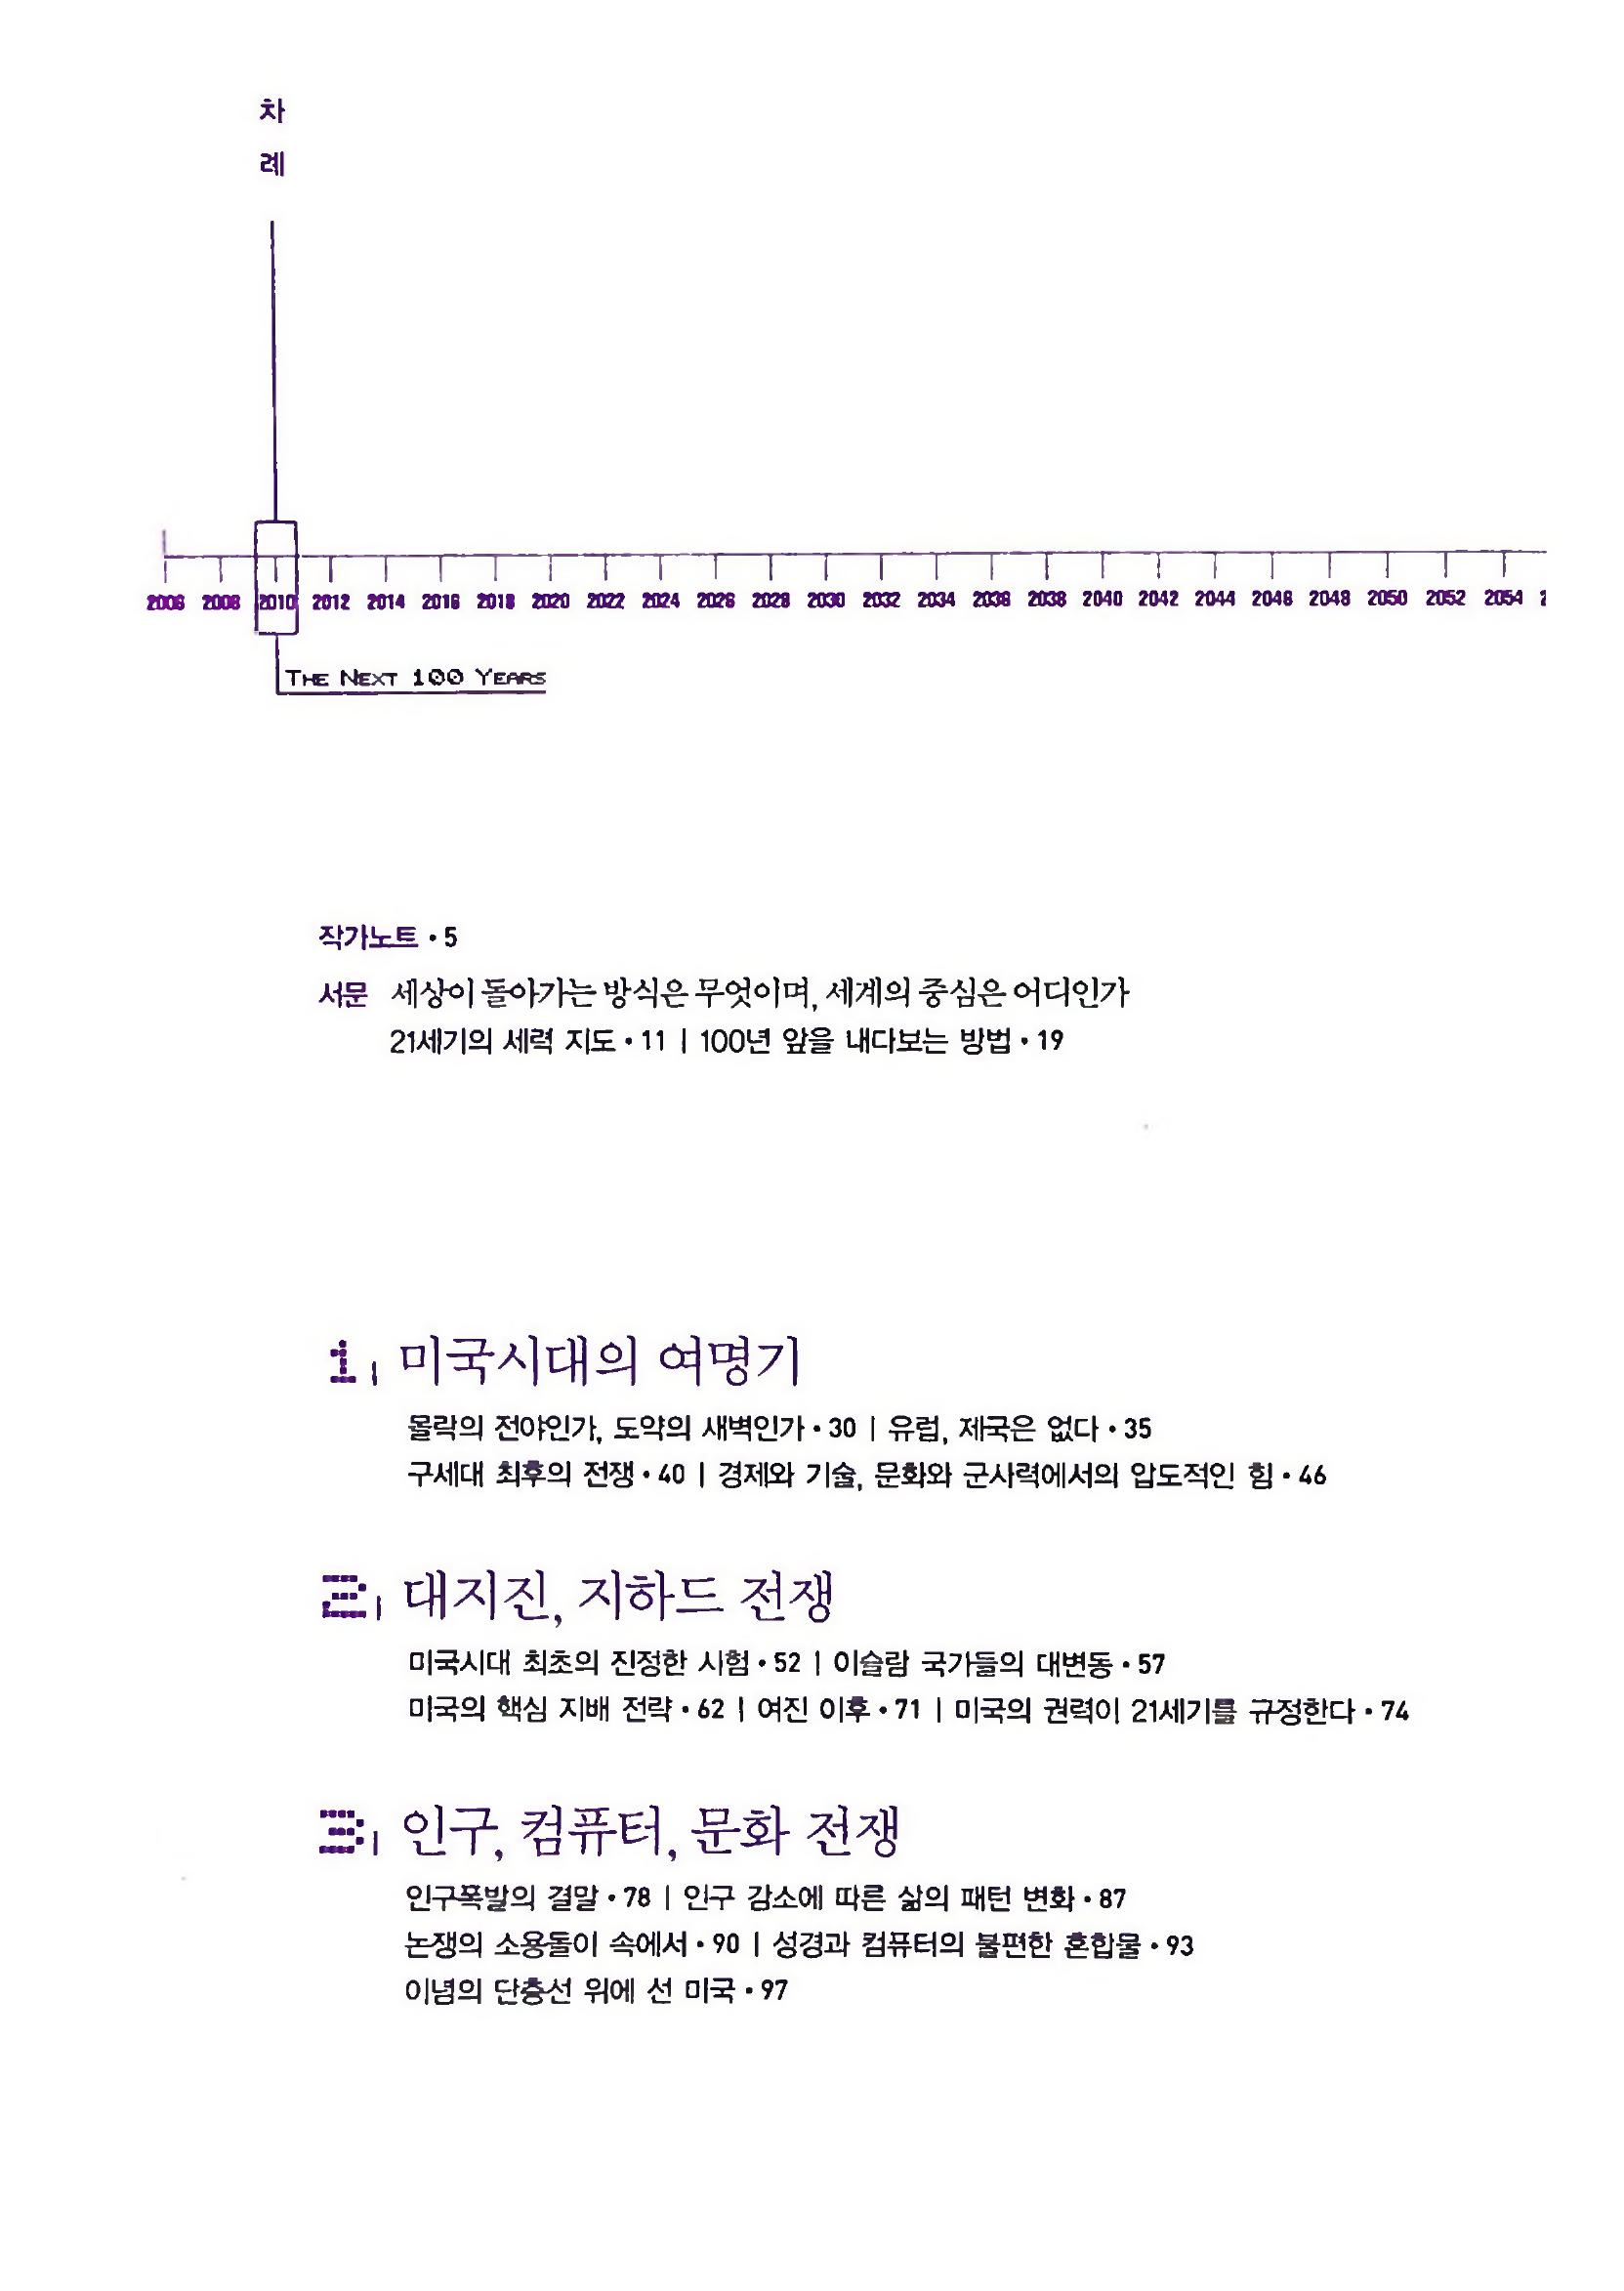 차
례
2006 2008 2010 2012 2014 2016 2018 2020 2022 2024 2026 2028 2030 2032 2034 2036 2038 2040 2042 2044 2046 2048 2050 2052 2054
THE NEXT 100 YEARS
작가노트 • 5
서문 세상이 돌아가는 방식은 무엇이며, 세계의 중심은 어디인가
21세기의 세력 지도 • 11 | 100년 앞을 내다보는 방법 • 19
1 | 미국시대의 여명기
몰락의 전야인가, 도약의 새벽인가 • 30 | 유럽, 제국은 없다 • 35
구세대 최후의 전쟁 • 40 | 경제와 기술, 문화와 군사력에서의 압도적인 힘 • 46
2 | 대지진, 지하드 전쟁
미국시대 최초의 진정한 시험 • 52 | 이슬람 국가들의 대변동 • 57
미국의 핵심 지배 전략 • 62 | 여진 이후 • 71 | 미국의 권력이 21세기를 규정한다 • 74
3 | 인구, 컴퓨터, 문화 전쟁
인구폭발의 결말 • 78 | 인구 감소에 따른 삶의 패턴 변화 • 87
논쟁의 소용돌이 속에서 • 90 | 성경과 컴퓨터의 불편한 혼합물 • 93
이념의 단층선 위에 선 미국 • 97